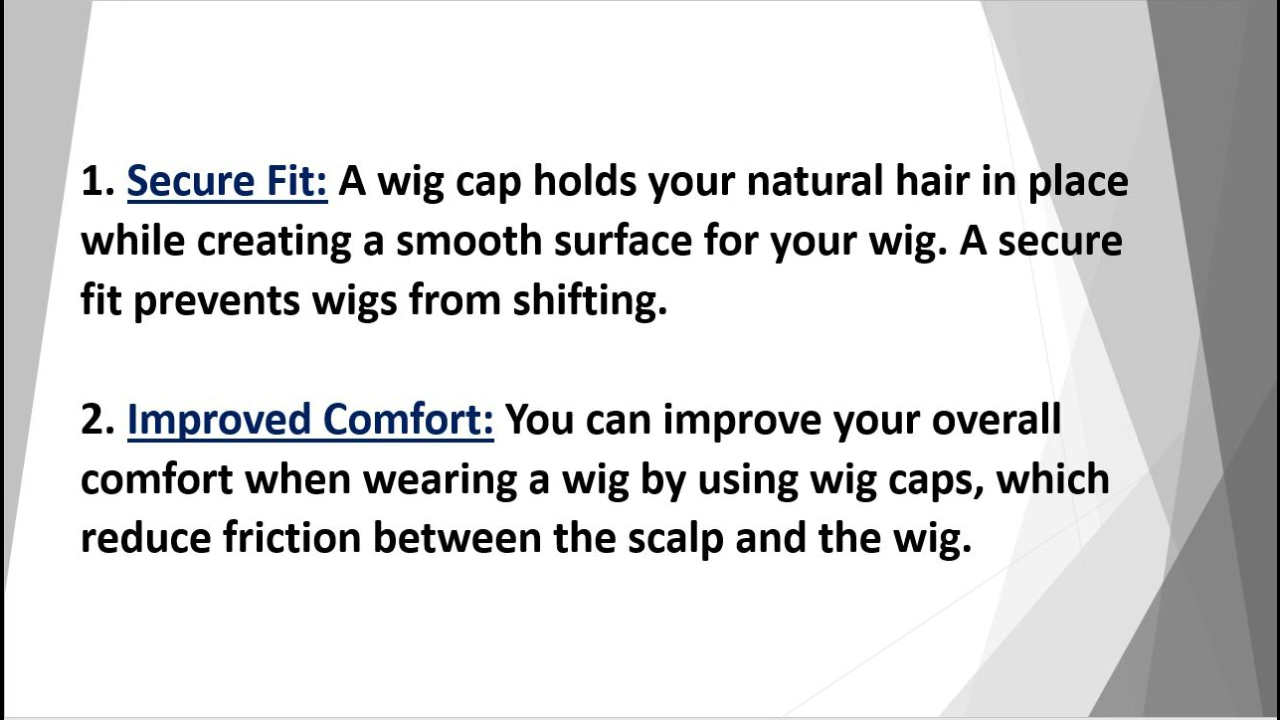 1. Secure Fit: A wig cap holds your natural hair in place
while creating a smooth surface for your wig. A secure
fit prevents wigs from shifting.
2. Improved Comfort: You can improve your overall
comfort when wearing a wig by using wig caps, which
reduce friction between the scalp and the wig.